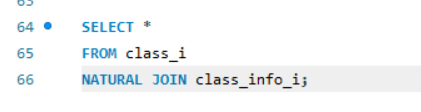 64 SELECT *
65 FROM class_i
66 NATURAL JOIN class_info_i;